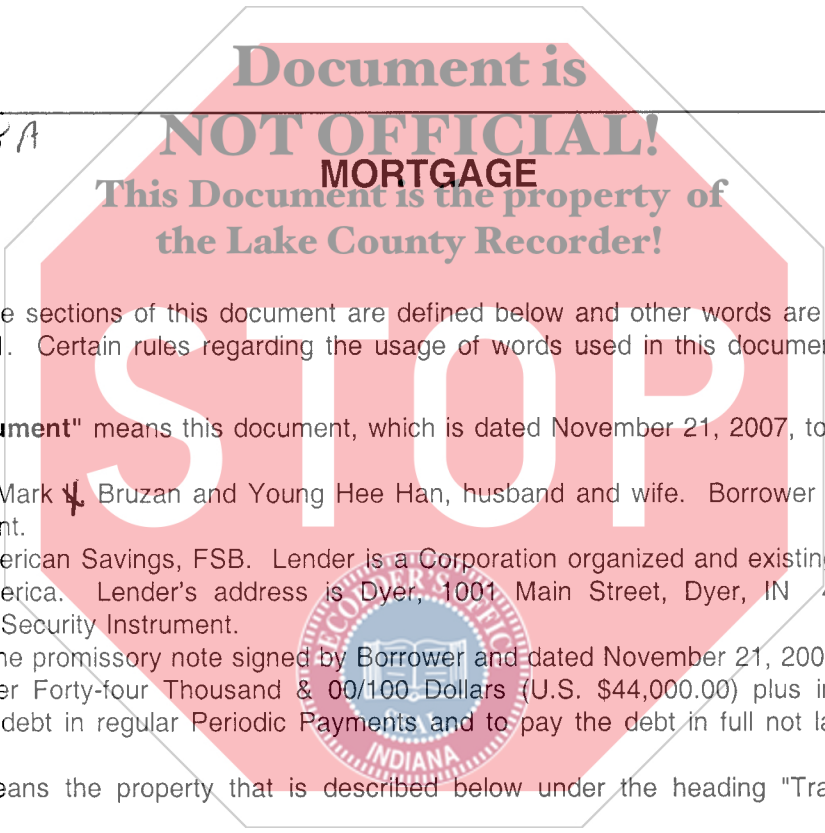 Document is
NOT OFFICIAL!
MORTGAGE
This Document is the property of
the Lake County Recorder!
e sections of this document are defined below and other words are
. Certain rules regarding the usage of words used in this documen
ument" means this document, which is dated November 21, 2007, to
Mark Bruzan and Young Hee Han, husband and wife. Borrower
nt.
erican Savings, FSB. Lender is a Corporation organized and existing
erica. Lender's address is Dyer, 1001 Main Street, Dyer, IN
Security Instrument.
he promissory note signed by Borrower and dated November 21, 200
er Forty-four Thousand & 00/100 Dollars (U.S. $44,000.00) plus in
debt in regular Periodic Payments and to pay the debt in full not la
eans the property that is described below under the heading "Tra
STOP
RECORDER'S OFFICE
SEAL
INDIANA